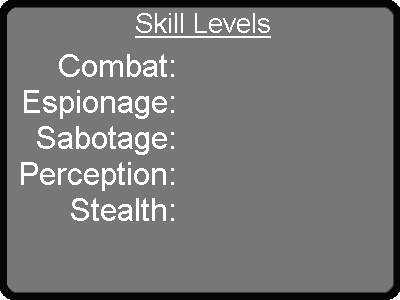 Skill Levels
Combat:
Espionage:
Sabotage:
Perception:
Stealth: